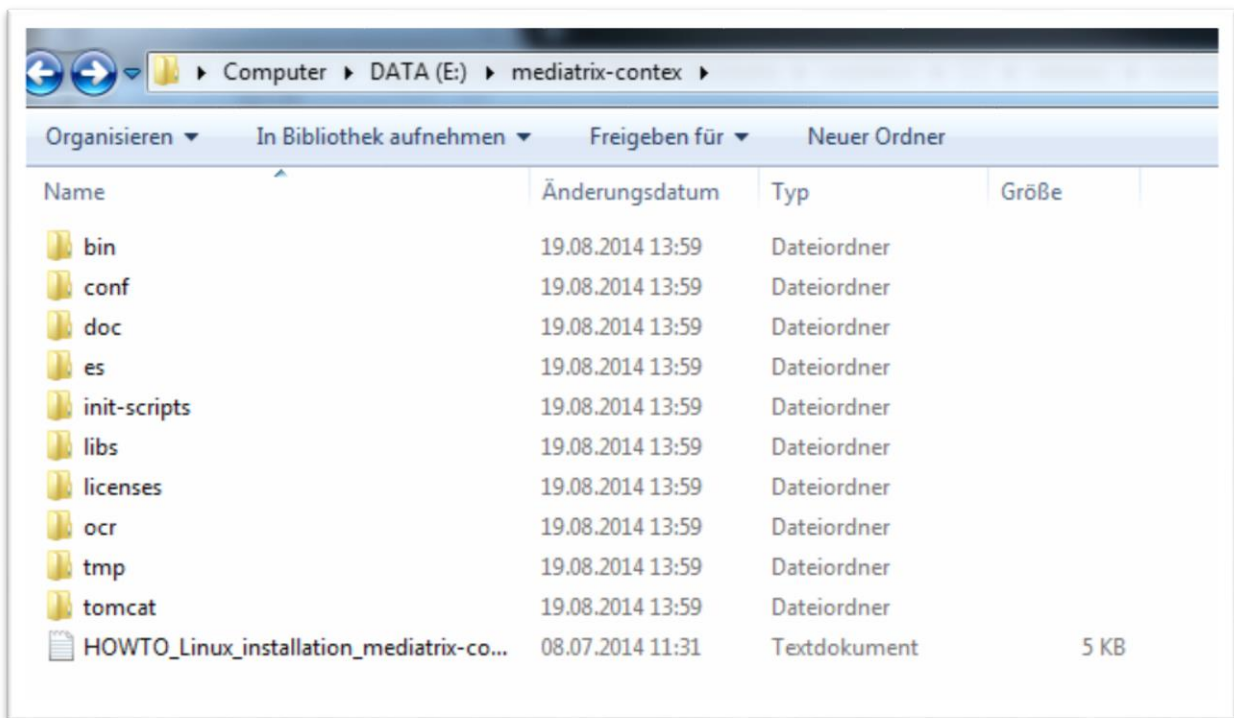 Computer DATA (E:) mediatrix-contex
Organisieren In Bibliothek aufnehmen Freigeben für Neuer Ordner
Name Änderungsdatum Typ Größe
bin 19.08.2014 13:59 Dateiordner
conf 19.08.2014 13:59 Dateiordner
doc 19.08.2014 13:59 Dateiordner
es 19.08.2014 13:59 Dateiordner
init-scripts 19.08.2014 13:59 Dateiordner
libs 19.08.2014 13:59 Dateiordner
licenses 19.08.2014 13:59 Dateiordner
ocr 19.08.2014 13:59 Dateiordner
tmp 19.08.2014 13:59 Dateiordner
tomcat 19.08.2014 13:59 Dateiordner
HOWTO_Linux_installation_mediatrix-co... 08.07.2014 11:31 Textdokument 5 KB